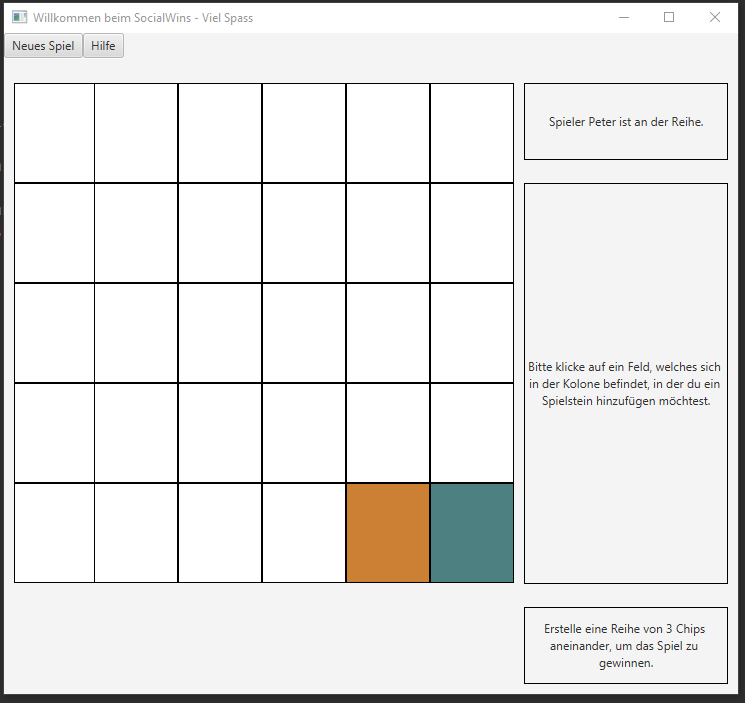 Willkommen beim SocialWins - Viel Spass
Neues Spiel
Hilfe
Spieler Peter ist an der Reihe.
Bitte klicke auf ein Feld, welches sich
in der Kolone befindet, in der du ein
Spielstein hinzufügen möchtest.
Erstelle eine Reihe von 3 Chips
aneinander, um das Spiel zu
gewinnen.